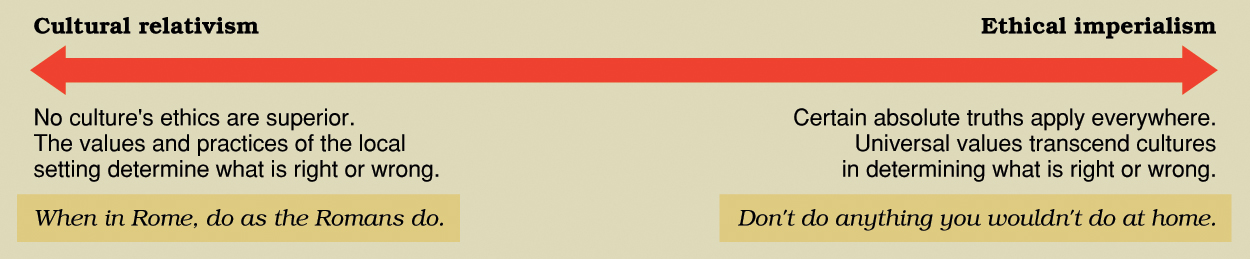 Cultural relativism
Ethical imperialism
No culture's ethics are superior.
The values and practices of the local
setting determine what is right or wrong.
When in Rome, do as the Romans do.
Certain absolute truths apply everywhere.
Universal values transcend cultures
in determining what is right or wrong.
Don't do anything you wouldn't do at home.